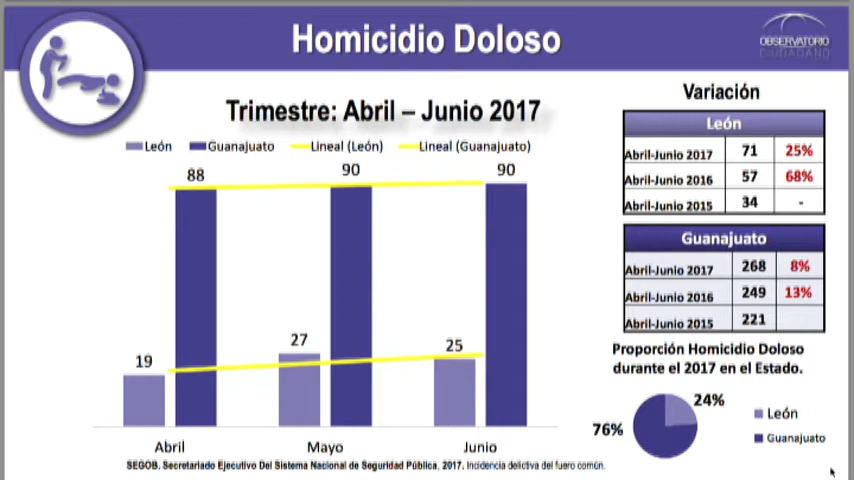 Homicidio Doloso
OBSERVATORIO
CIUDADANO
Trimestre: Abril – Junio 2017
León Guanajuato Lineal (León) Lineal (Guanajuato)
88 90 90
19 27 25
Abril Mayo Junio
SEGOB. Secretariado Ejecutivo Del Sistema Nacional de Seguridad Pública, 2017. Incidencia delictiva del fuero común.
Variación
León
Abril-Junio 2017 71 25%
Abril-Junio 2016 57 68%
Abril-Junio 2015 34 -
Guanajuato
Abril-Junio 2017 268 8%
Abril-Junio 2016 249 13%
Abril-Junio 2015 221
Proporción Homicidio Doloso
durante el 2017 en el Estado.
24%
76%
León
Guanajuato